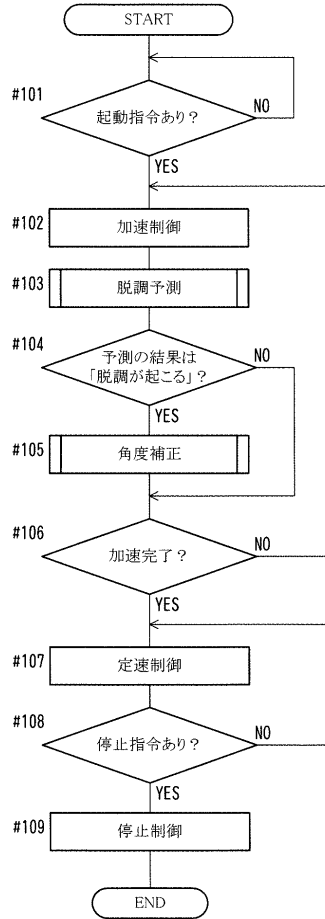 START
#101
起動指令あり?
NO
YES
#102
加速制御
#103
脱調予測
#104
予測の結果は
「脱調が起こる」?
NO
YES
#105
角度補正
#106
加速完了?
NO
YES
#107
定速制御
#108
停止指令あり?
NO
YES
#109
停止制御
END